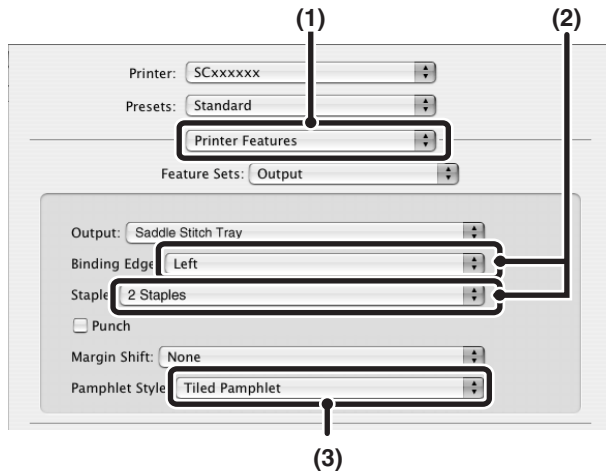 (1) (2)
Printer: SCxxxxxx
Presets: Standard
Printer Features
Feature Sets: Output
Output: Saddle Stitch Tray
Binding Edge Left
Staple 2 Staples
Punch
Margin Shift: None
Pamphlet Style Tiled Pamphlet
(3)